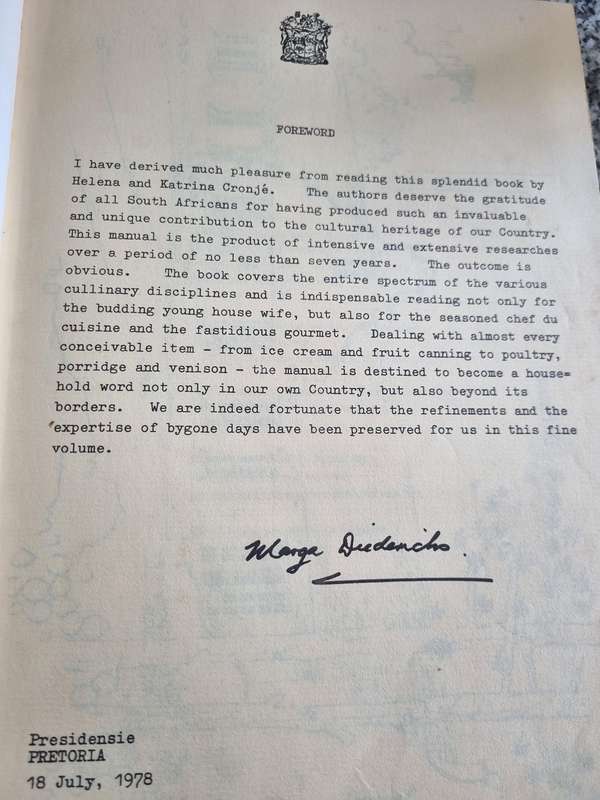 FOREWORD
I have derived much pleasure from reading this splendid book by
Helena and Katrina Cronjé. The authors deserve the gratitude
of all South Africans for having produced such an invaluable
and unique contribution to the cultural heritage of our Country.
This manual is the product of intensive and extensive researches
over a period of no less than seven years. The outcome is
obvious. The book covers the entire spectrum of the various
cullinary disciplines and is indispensable reading not only for
the budding young house wife, but also for the seasoned chef du
cuisine and the fastidious gourmet. Dealing with almost every
conceivable item - from ice cream and fruit canning to poultry,
porridge and venison - the manual is destined to become a house=
hold word not only in our own Country, but also beyond its
borders. We are indeed fortunate that the refinements and the
expertise of bygone days have been preserved for us in this fine
volume.
Marga Diederichs.
Presidensie
PRETORIA
18 July, 1978